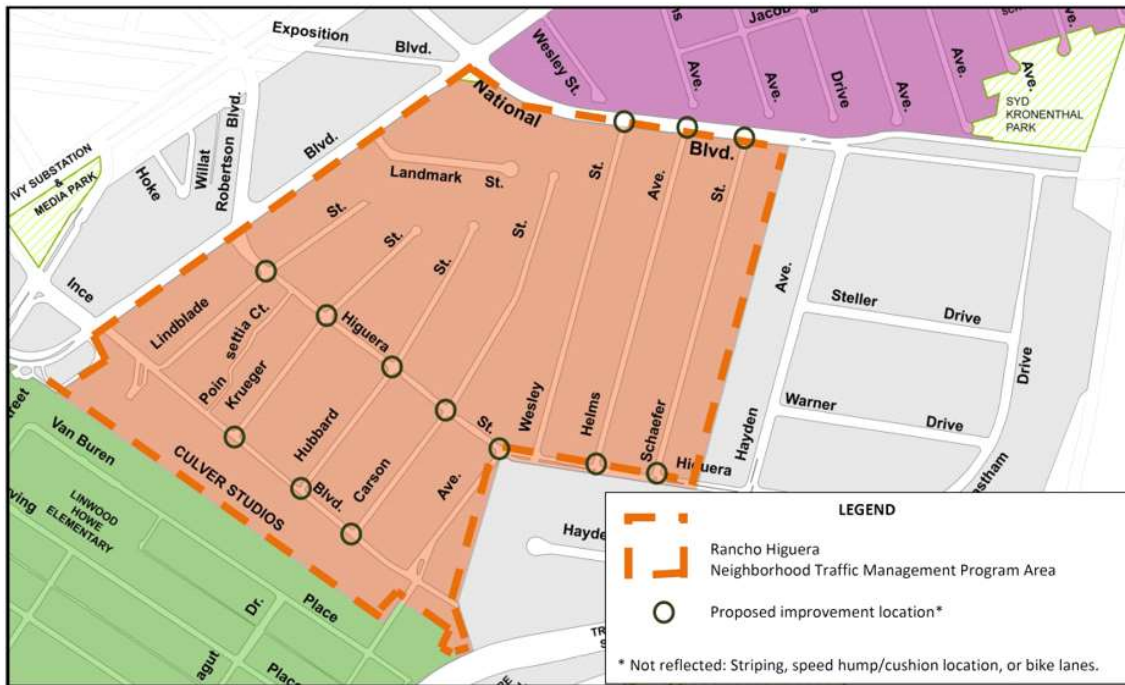 Exposition
Blvd.
Wesley St.
Ave.
Jacob
Ave.
Drive
Ave.
Ave.
Ave.
Ave.
SYD
KRONENTHAL
PARK
National
Blvd.
Robertson Blvd.
Willat
Hoke
IVY SUBSTATION
&
MEDIA PARK
Blvd.
Landmark
St.
St.
St.
St.
St.
St.
Ave.
St.
Ave.
Ince
Lindblade
Poin
settia Ct.
Krueger
Higuera
Steller
Drive
Drive
Hubbard
St.
Wesley
Helms
Schaefer
Hayden
Warner
Drive
Van Buren
CULVER STUDIOS
Blvd.
Carson
Ave.
Higuera
LINWOOD
HOWE
ELEMENTARY
Place
Dr.
Place
LEGEND
Rancho Higuera
Neighborhood Traffic Management Program Area
Proposed improvement location*
* Not reflected: Striping, speed hump/cushion location, or bike lanes.